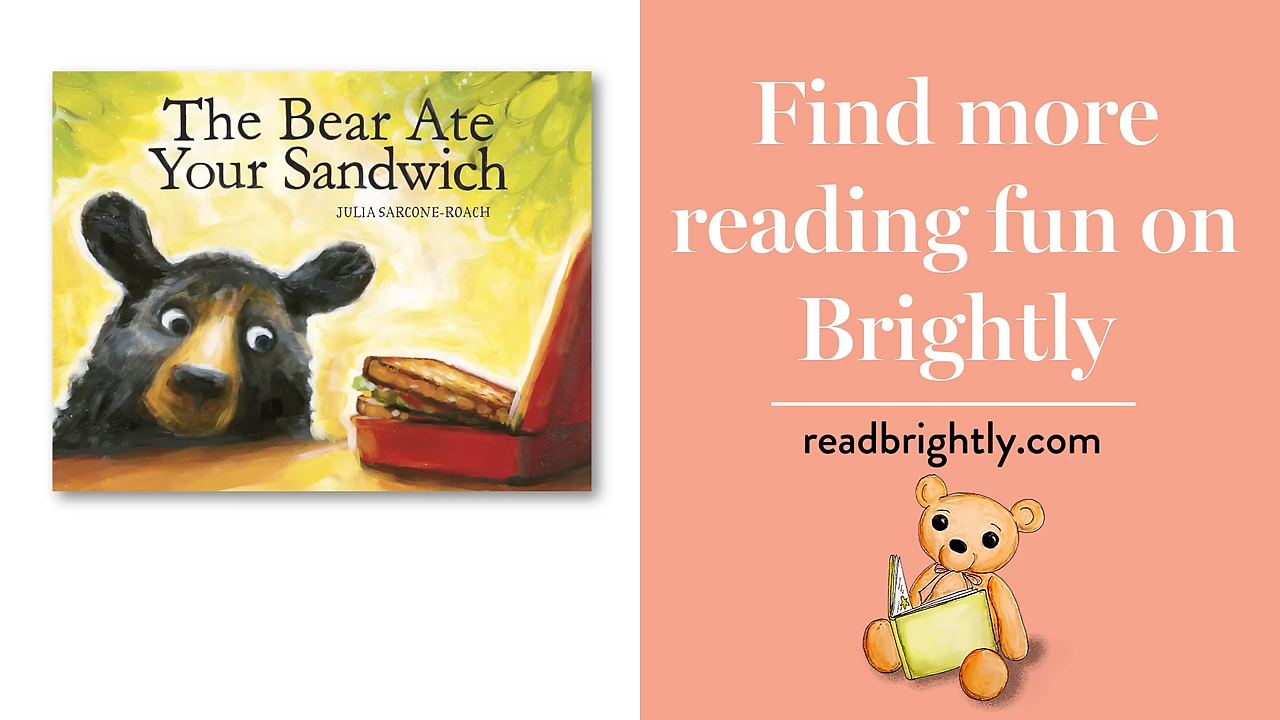 The Bear Ate
Your Sandwich
JULIA SARCONE-ROACH
Find more
reading fun on
Brightly
readbrightly.com